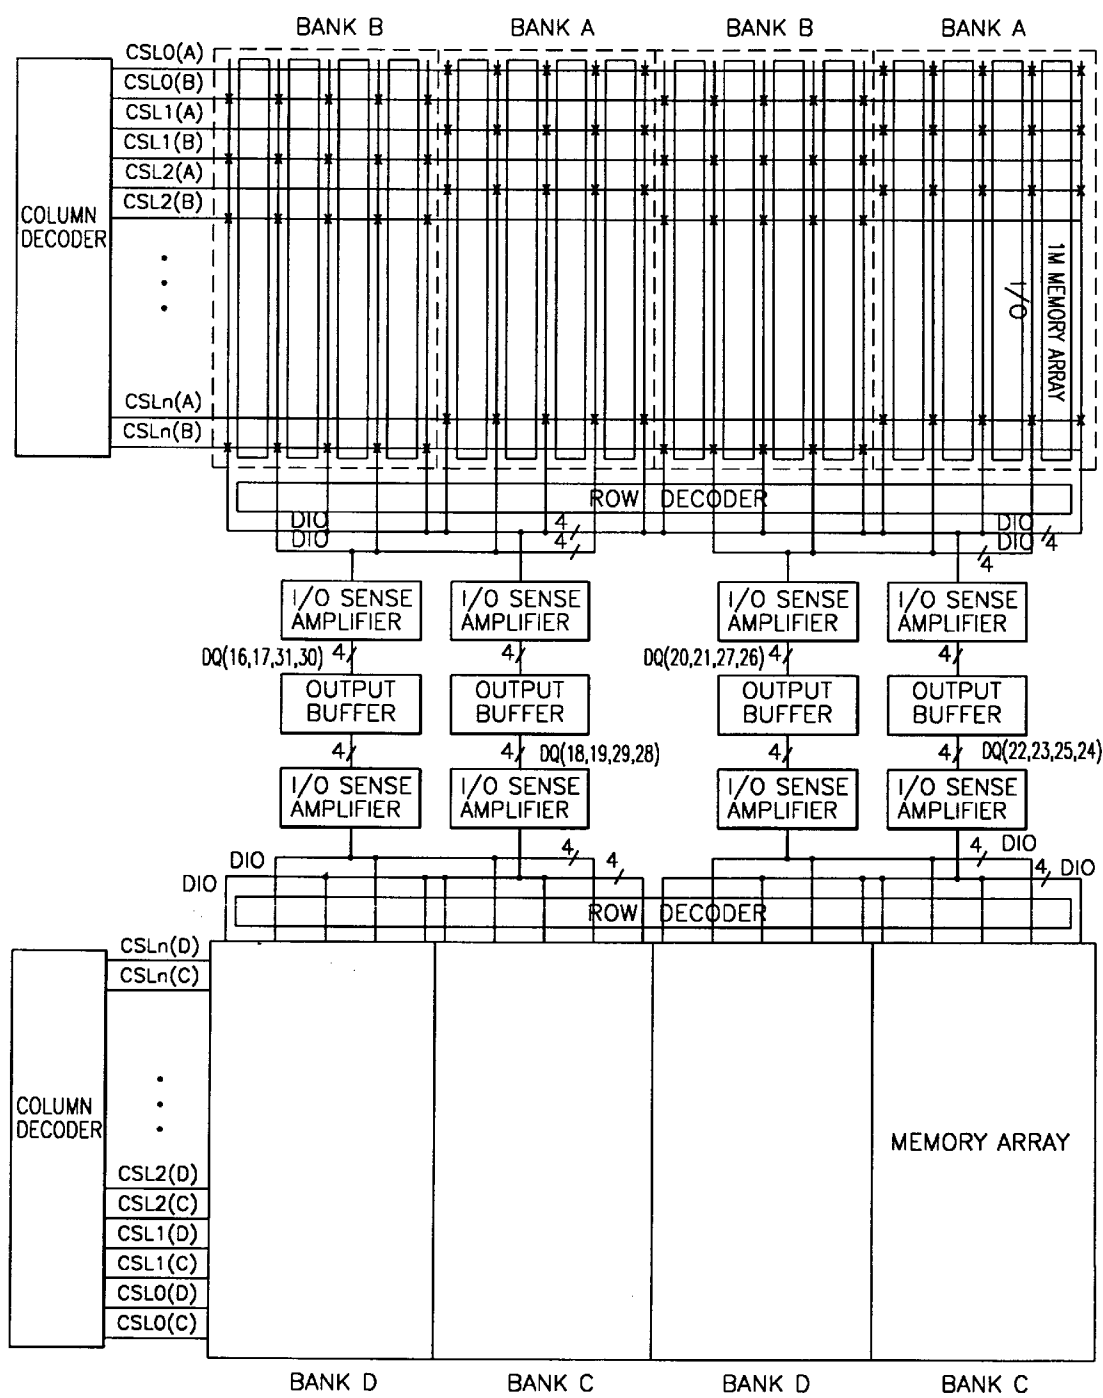 BANK B
BANK A
BANK B
BANK A
CSL0(A)
CSL0(B)
CSL1(A)
CSL1(B)
CSL2(A)
CSL2(B)
COLUMN
DECODER
1M MEMORY ARRAY
I/O
CSLn(A)
CSLn(B)
ROW DECODER
DIO
4
DIO
DIO
4
DIO
4
4
I/O SENSE
AMPLIFIER
I/O SENSE
AMPLIFIER
I/O SENSE
AMPLIFIER
I/O SENSE
AMPLIFIER
DQ(16,17,31,30)
4
4
DQ(20,21,27,26)
4
4
OUTPUT
BUFFER
OUTPUT
BUFFER
OUTPUT
BUFFER
OUTPUT
BUFFER
4
4
DQ(18,19,29,28)
4
4
DQ(22,23,25,24)
I/O SENSE
AMPLIFIER
I/O SENSE
AMPLIFIER
I/O SENSE
AMPLIFIER
I/O SENSE
AMPLIFIER
DIO
4
4
4
DIO
DIO
4
DIO
ROW DECODER
CSLn(D)
CSLn(C)
COLUMN
DECODER
MEMORY ARRAY
CSL2(D)
CSL2(C)
CSL1(D)
CSL1(C)
CSL0(D)
CSL0(C)
BANK D
BANK C
BANK D
BANK C